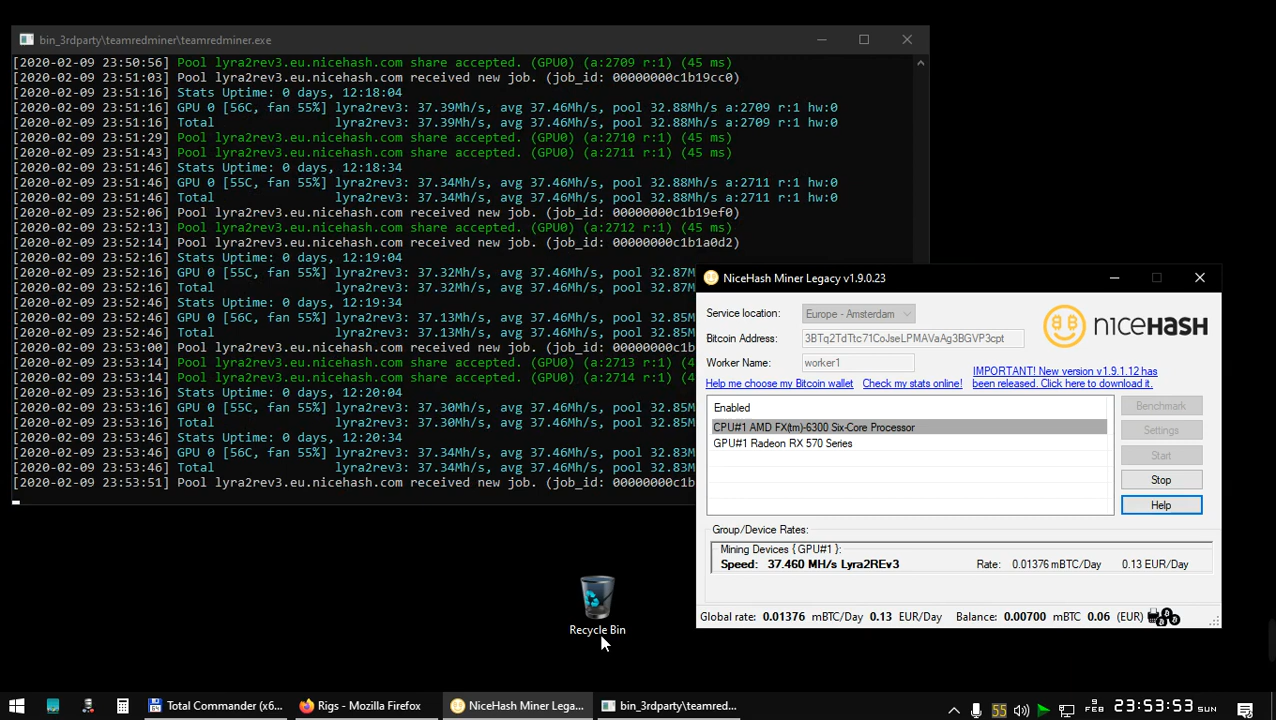 bin_3rdparty\teamredminer\teamredminer.exe
[2020-02-09 23:50:56] Pool lyra2rev3.eu.nicehash.com share accepted. (GPU0) (a:2709 r:1) (45 ms)
[2020-02-09 23:51:03] Pool lyra2rev3.eu.nicehash.com received new job. (job_id: 00000000c1b19cc0)
[2020-02-09 23:51:16] Stats Uptime: 0 days, 12:18:04
[2020-02-09 23:51:16] GPU 0 [56C, fan 55%] lyra2rev3: 37.39Mh/s, avg 37.46Mh/s, pool 32.88Mh/s a:2709 r:1 hw:0
[2020-02-09 23:51:16] Total lyra2rev3: 37.39Mh/s, avg 37.46Mh/s, pool 32.88Mh/s a:2709 r:1 hw:0
[2020-02-09 23:51:29] Pool lyra2rev3.eu.nicehash.com share accepted. (GPU0) (a:2710 r:1) (45 ms)
[2020-02-09 23:51:43] Pool lyra2rev3.eu.nicehash.com share accepted. (GPU0) (a:2711 r:1) (45 ms)
[2020-02-09 23:51:46] Stats Uptime: 0 days, 12:18:34
[2020-02-09 23:51:46] GPU 0 [55C, fan 55%] lyra2rev3: 37.34Mh/s, avg 37.46Mh/s, pool 32.88Mh/s a:2711 r:1 hw:0
[2020-02-09 23:51:46] Total lyra2rev3: 37.34Mh/s, avg 37.46Mh/s, pool 32.88Mh/s a:2711 r:1 hw:0
[2020-02-09 23:52:06] Pool lyra2rev3.eu.nicehash.com received new job. (job_id: 00000000c1b19ef0)
[2020-02-09 23:52:13] Pool lyra2rev3.eu.nicehash.com share accepted. (GPU0) (a:2712 r:1) (45 ms)
[2020-02-09 23:52:14] Pool lyra2rev3.eu.nicehash.com received new job. (job_id: 00000000c1b1a0d2)
[2020-02-09 23:52:16] Stats Uptime: 0 days, 12:19:04
[2020-02-09 23:52:16] GPU 0 [55C, fan 55%] lyra2rev3: 37.32Mh/s, avg 37.46Mh/s, pool 32.87M
[2020-02-09 23:52:16] Total lyra2rev3: 37.32Mh/s, avg 37.46Mh/s, pool 32.87M
[2020-02-09 23:52:46] Stats Uptime: 0 days, 12:19:34
[2020-02-09 23:52:46] GPU 0 [55C, fan 55%] lyra2rev3: 37.13Mh/s, avg 37.46Mh/s, pool 32.85M
[2020-02-09 23:52:46] Total lyra2rev3: 37.13Mh/s, avg 37.46Mh/s, pool 32.85M
[2020-02-09 23:53:00] Pool lyra2rev3.eu.nicehash.com received new job. (job_id: 00000000c1
[2020-02-09 23:53:14] Pool lyra2rev3.eu.nicehash.com share accepted. (GPU0) (a:2713 r:1) (4
[2020-02-09 23:53:14] Pool lyra2rev3.eu.nicehash.com share accepted. (GPU0) (a:2714 r:1) (4
[2020-02-09 23:53:16] Stats Uptime: 0 days, 12:20:04
[2020-02-09 23:53:16] GPU 0 [55C, fan 55%] lyra2rev3: 37.30Mh/s, avg 37.46Mh/s, pool 32.85M
[2020-02-09 23:53:16] Total lyra2rev3: 37.30Mh/s, avg 37.46Mh/s, pool 32.85M
[2020-02-09 23:53:46] Stats Uptime: 0 days, 12:20:34
[2020-02-09 23:53:46] GPU 0 [55C, fan 55%] lyra2rev3: 37.34Mh/s, avg 37.46Mh/s, pool 32.83M
[2020-02-09 23:53:46] Total lyra2rev3: 37.34Mh/s, avg 37.46Mh/s, pool 32.83M
[2020-02-09 23:53:51] Pool lyra2rev3.eu.nicehash.com received new job. (job_id: 00000000c1
NiceHash Miner Legacy v1.9.0.23
Service location: Europe - Amsterdam
Bitcoin Address: 3BTq2TdTtc71CoJseLPMAVaAg3BGVP3cpt
Worker Name: worker1
niceHASH
Help me choose my Bitcoin wallet Check my stats online!
IMPORTANT! New version v1.9.1.12 has
been released. Click here to download it.
Enabled
CPU#1 AMD FX(tm)-6300 Six-Core Processor
GPU#1 Radeon RX 570 Series
Benchmark
Settings
Start
Stop
Help
Group/Device Rates:
Mining Devices { GPU#1 }:
Speed: 37.460 MH/s Lyra2REv3 Rate: 0.01376 mBTC/Day 0.13 EUR/Day
Global rate: 0.01376 mBTC/Day 0.13 EUR/Day Balance: 0.00700 mBTC 0.06 (EUR)
Recycle Bin
Total Commander (x6...
Rigs - Mozilla Firefox
NiceHash Miner Lega...
bin_3rdparty\teamred...
55
FEB
9
23:53:53 SUN